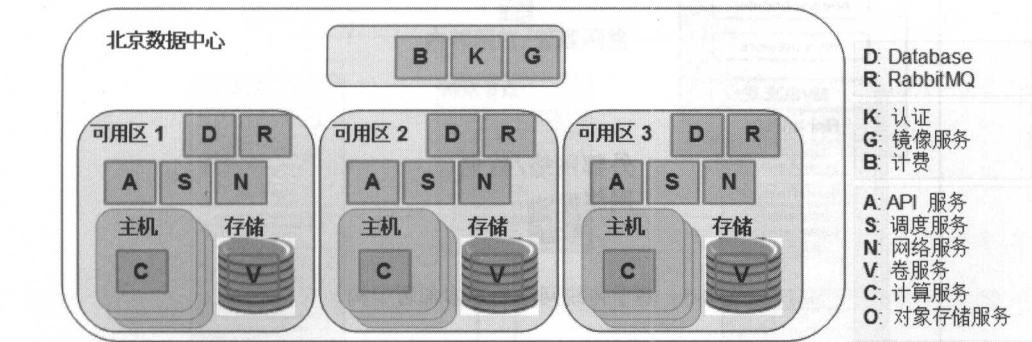 北京数据中心
B K G
可用区 1 D R
A S N
主机 存储
C V
可用区 2 D R
A S N
主机 存储
C V
可用区 3 D R
A S N
主机 存储
C V
D: Database
R: RabbitMQ
K: 认证
G: 镜像服务
B: 计费
A: API 服务
S: 调度服务
N: 网络服务
V: 卷服务
C: 计算服务
O: 对象存储服务